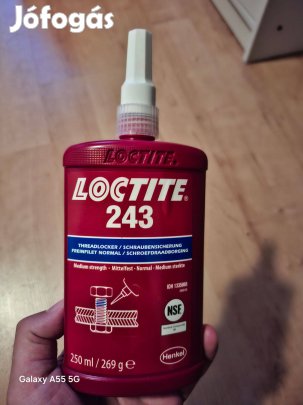 Jófogás
LOCTITE
LOCTITE®
243
THREADLOCKER / SCHRAUBENSICHERUNG
FREINFILET NORMAL / SCHROEFDRAADBORGING
Medium strength - Mittelfest - Normal - Medium sterkte
NSF
250 ml / 269 g ℮
Henkel
Galaxy A55 5G